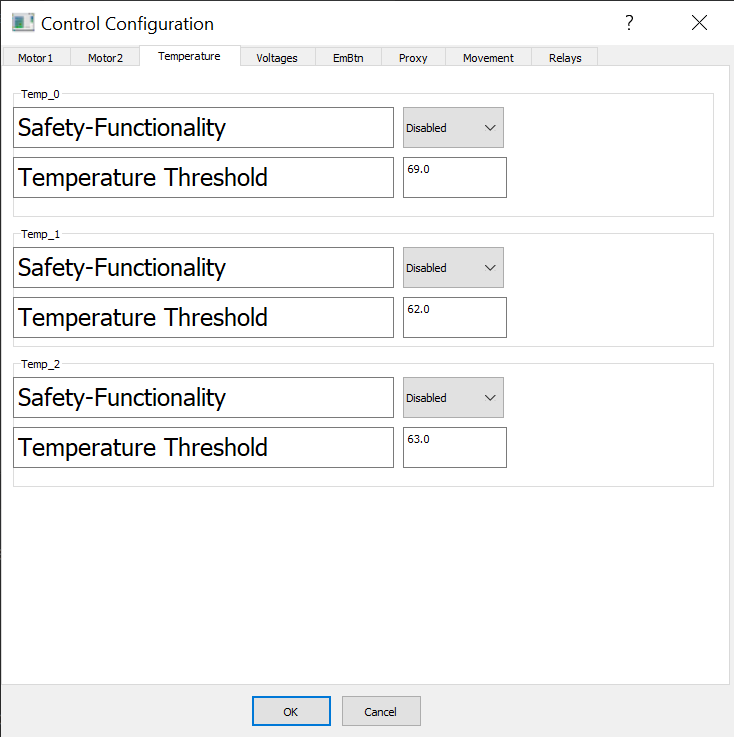 Control Configuration ?
Motor1 Motor2 Temperature Voltages EmBtn Proxy Movement Relays
Temp_0
Safety-Functionality Disabled
Temperature Threshold 69.0
Temp_1
Safety-Functionality Disabled
Temperature Threshold 62.0
Temp_2
Safety-Functionality Disabled
Temperature Threshold 63.0
OK Cancel